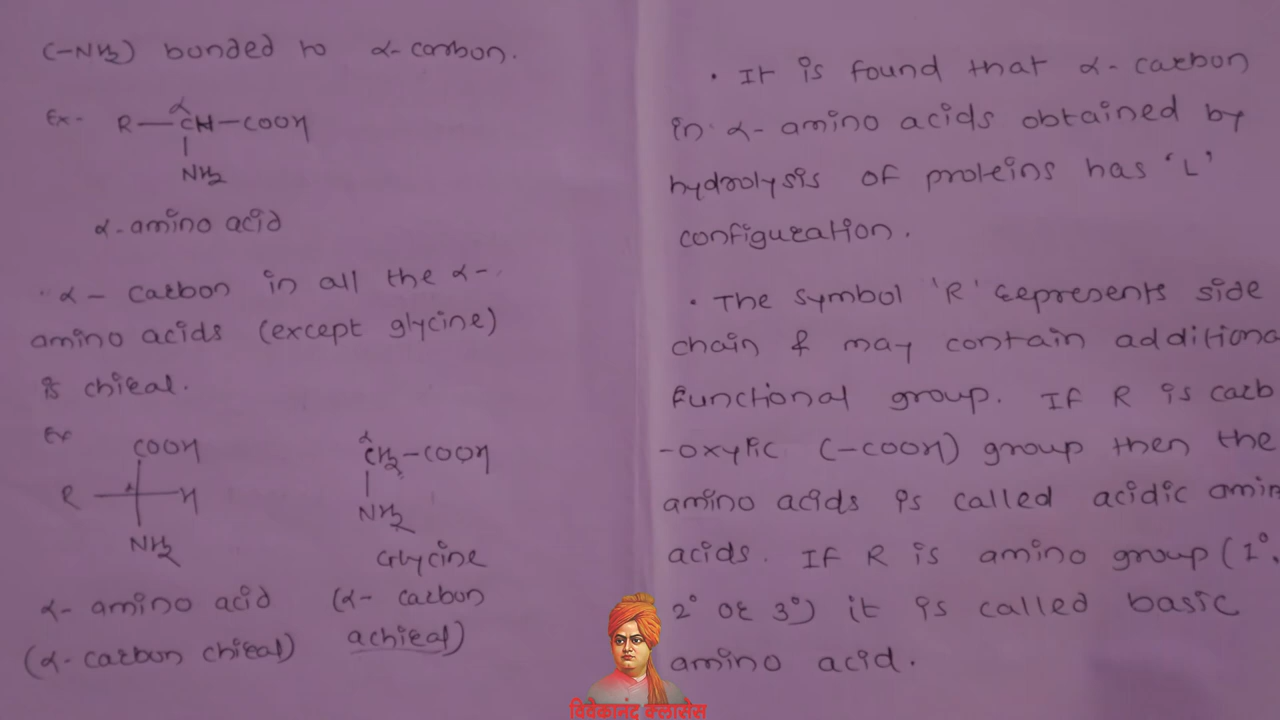 (-NH2) bonded to α-carbon.
Ex- R—CH—COOH
α
|
NH2
α-amino acid
α- carbon in all the α-
amino acids (except glycine)
is chiral.
Ex
COOH
R * H
NH2
α- amino acid
(α-carbon chiral)
α
CH2-COOH
|
NH2
Glycine
(α- carbon
achiral)
• It is found that α-carbon
in α-amino acids obtained by
hydrolysis of proteins has 'L'
configuration.
• The symbol 'R' represents side
chain & may contain additiona
functional group. If R is carb
-oxylic (-COOH) group then the
amino acids is called acidic amin
acids. If R is amino group (1°,
2° or 3°) it is called basic
amino acid.
विवेकानंद क्लासेस